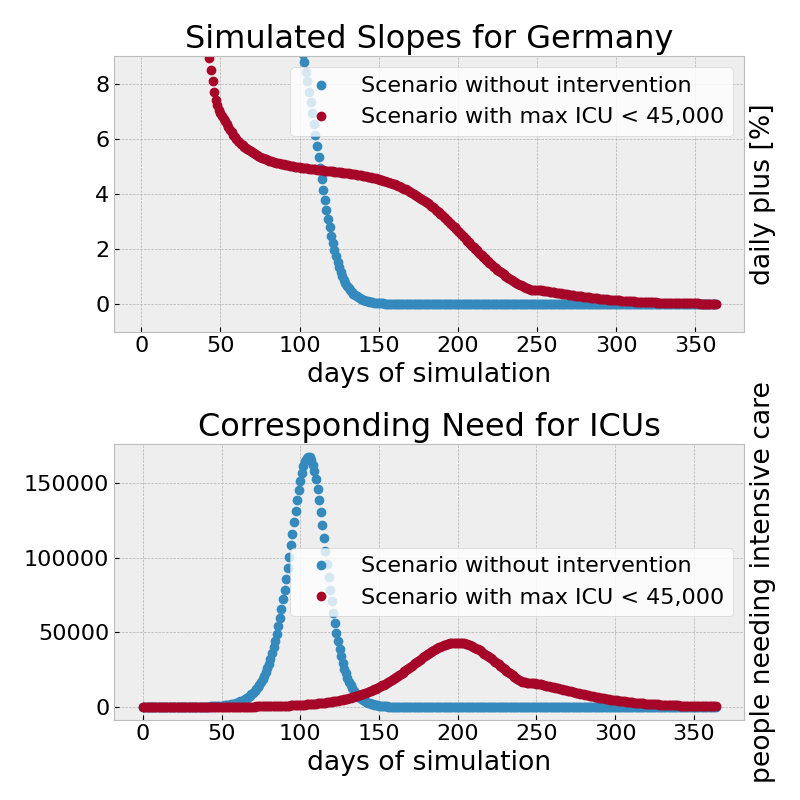 Simulated Slopes for Germany
8
6
4
2
0
Scenario without intervention
Scenario with max ICU < 45,000
daily plus [%]
0 50 100 150 200 250 300 350
days of simulation
Corresponding Need for ICUs
150000
100000
50000
0
Scenario without intervention
Scenario with max ICU < 45,000
people needing intensive care
0 50 100 150 200 250 300 350
days of simulation